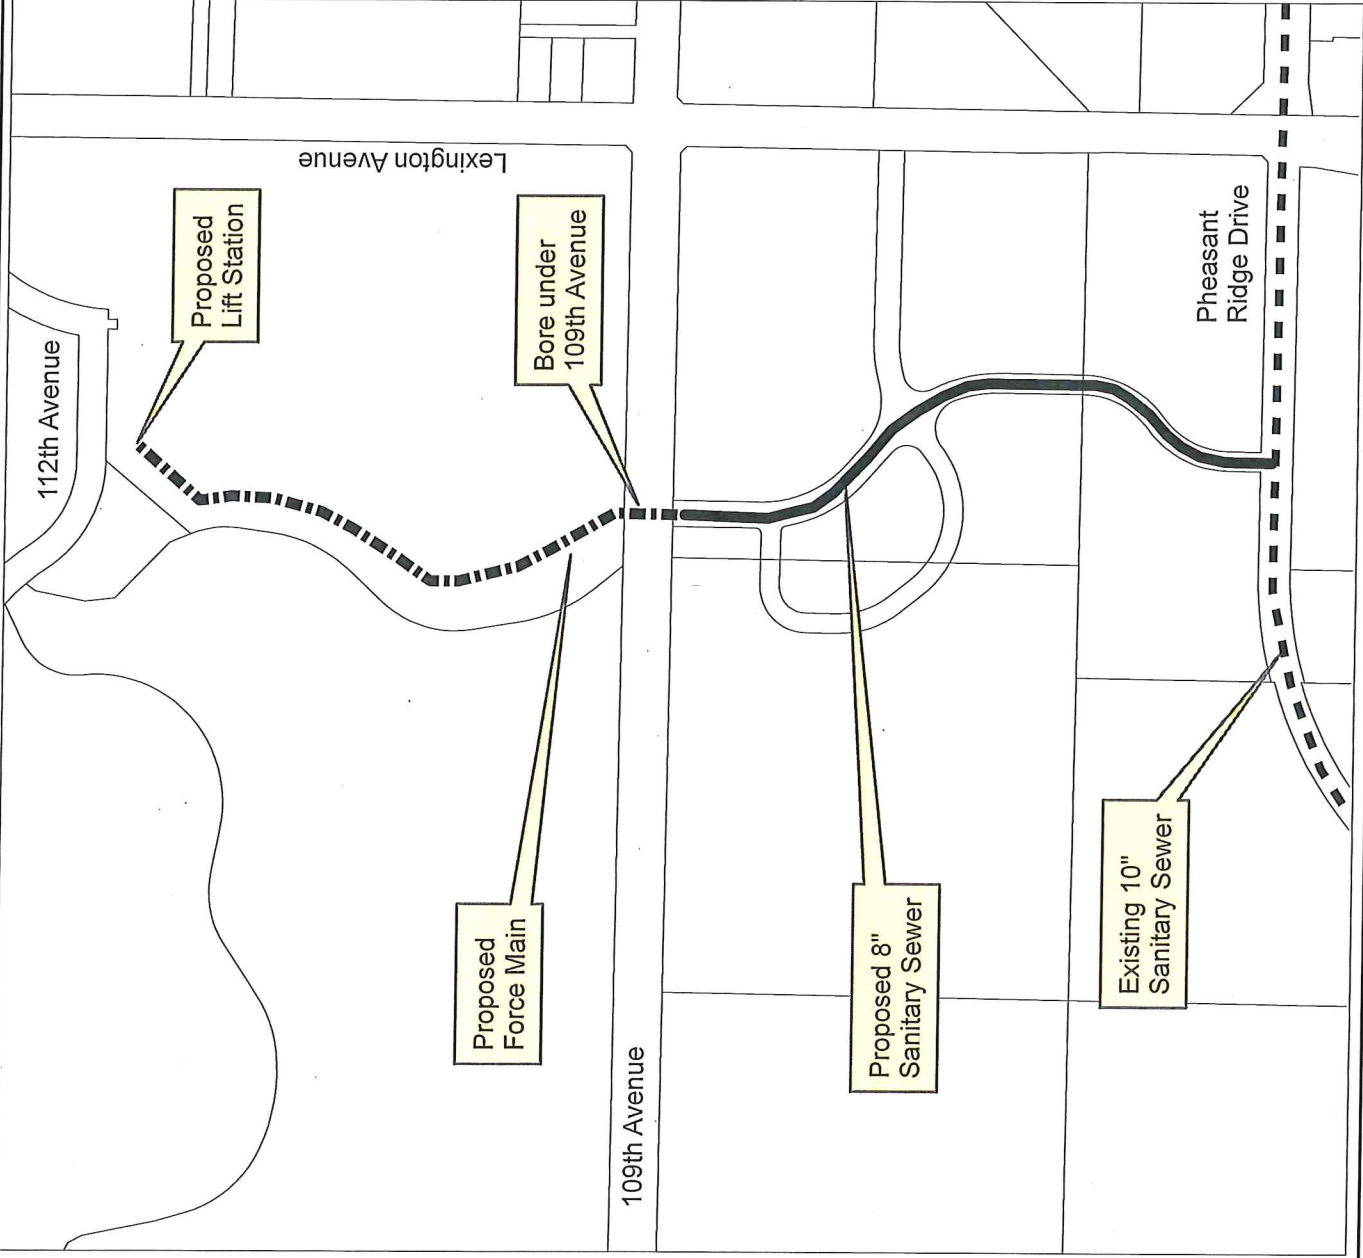 Lexington Avenue
112th Avenue
Proposed
Lift Station
Bore under
109th Avenue
Pheasant
Ridge Drive
Proposed
Force Main
109th Avenue
Proposed 8"
Sanitary Sewer
Existing 10"
Sanitary Sewer